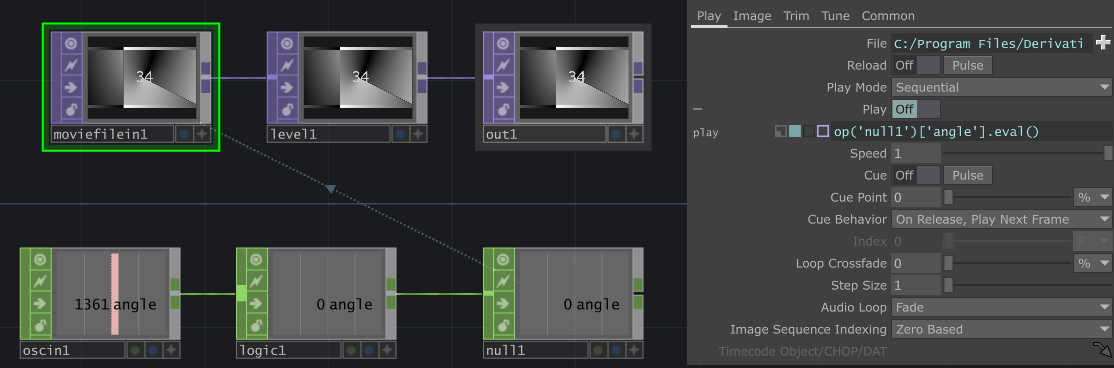 Play Image Trim Tune Common
File C:/Program Files/Derivati
Reload Off Pulse
Play Mode Sequential
Play Off
play op('null1')['angle'].eval()
Speed 1
Cue Off Pulse
Cue Point 0 %
Cue Behavior On Release, Play Next Frame
Index 0 F
Loop Crossfade 0 %
Step Size 1
Audio Loop Fade
Image Sequence Indexing Zero Based
Timecode Object/CHOP/DAT
34 34 34
moviefilein1 level1 out1
1361 angle 0 angle 0 angle
oscin1 logic1 null1